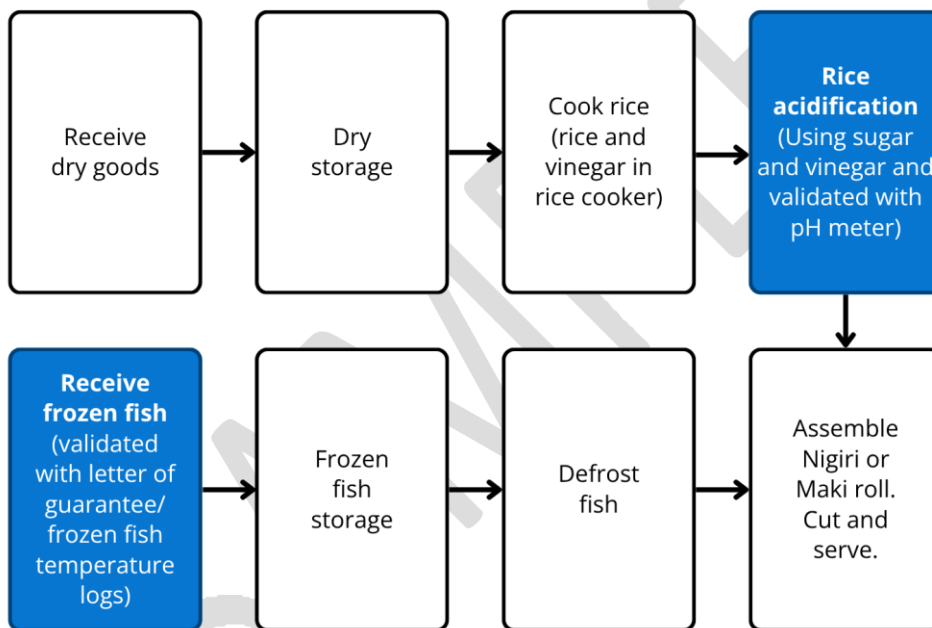 Receive
dry goods
Dry
storage
Cook rice
(rice and
vinegar in
rice cooker)
Rice
acidification
(Using sugar
and vinegar and
validated with
pH meter)
Receive
frozen fish
(validated
with letter of
guarantee/
frozen fish
temperature
logs)
Frozen
fish
storage
Defrost
fish
Assemble
Nigiri or
Maki roll.
Cut and
serve.